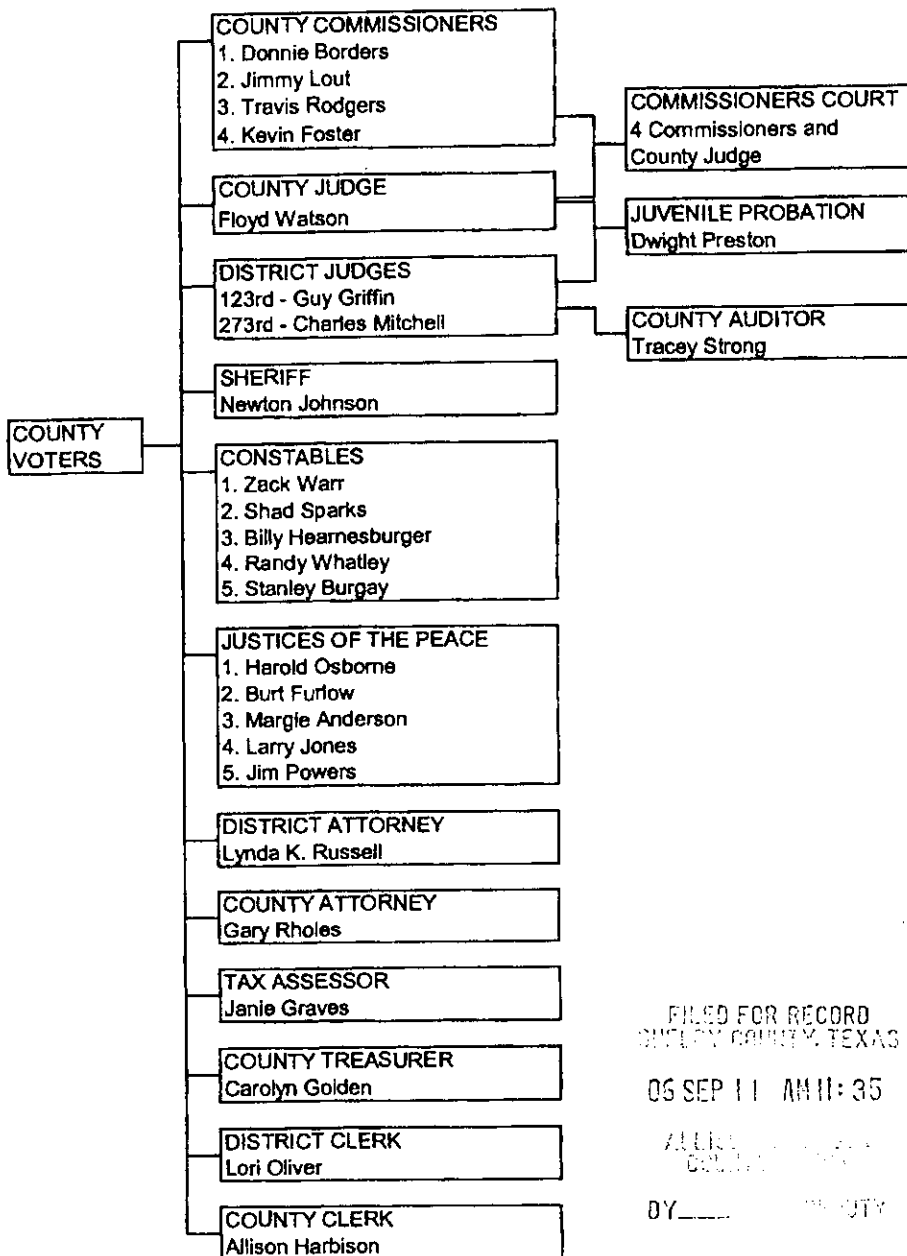 COUNTY COMMISSIONERS
1. Donnie Borders
2. Jimmy Lout
3. Travis Rodgers
4. Kevin Foster
COMMISSIONERS COURT
4 Commissioners and
County Judge
COUNTY JUDGE
Floyd Watson
JUVENILE PROBATION
Dwight Preston
DISTRICT JUDGES
123rd - Guy Griffin
273rd - Charles Mitchell
COUNTY AUDITOR
Tracey Strong
SHERIFF
Newton Johnson
COUNTY
VOTERS
CONSTABLES
1. Zack Warr
2. Shad Sparks
3. Billy Hearnesburger
4. Randy Whatley
5. Stanley Burgay
JUSTICES OF THE PEACE
1. Harold Osborne
2. Burt Furlow
3. Margie Anderson
4. Larry Jones
5. Jim Powers
DISTRICT ATTORNEY
Lynda K. Russell
COUNTY ATTORNEY
Gary Rholes
TAX ASSESSOR
Janie Graves
COUNTY TREASURER
Carolyn Golden
DISTRICT CLERK
Lori Oliver
COUNTY CLERK
Allison Harbison
FILED FOR RECORD
SHELBY COUNTY, TEXAS
06 SEP 11 AM 11: 35
BY